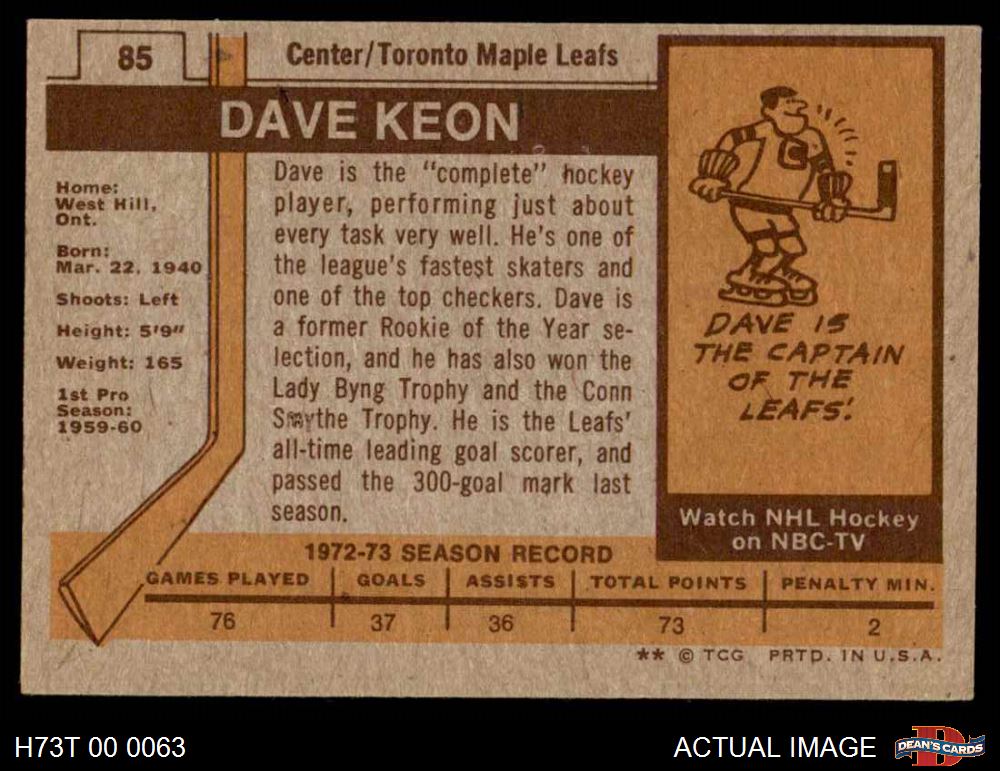 85
Center/Toronto Maple Leafs
DAVE KEON
Home:
West Hill,
Ont.
Born:
Mar. 22, 1940
Shoots: Left
Height: 5'9"
Weight: 165
1st Pro
Season:
1959-60
Dave is the "complete" hockey
player, performing just about
every task very well. He's one of
the league's fastest skaters and
one of the top checkers. Dave is
a former Rookie of the Year se-
lection, and he has also won the
Lady Byng Trophy and the Conn
Smythe Trophy. He is the Leafs'
all-time leading goal scorer, and
passed the 300-goal mark last
season.
C
DAVE IS
THE CAPTAIN
OF THE
LEAFS!
Watch NHL Hockey
on NBC-TV
1972-73 SEASON RECORD
GAMES PLAYED GOALS ASSISTS TOTAL POINTS PENALTY MIN.
76 37 36 73 2
** © TCG PRTD. IN U.S.A.
H73T 00 0063
ACTUAL IMAGE
D
DEAN'S CARDS